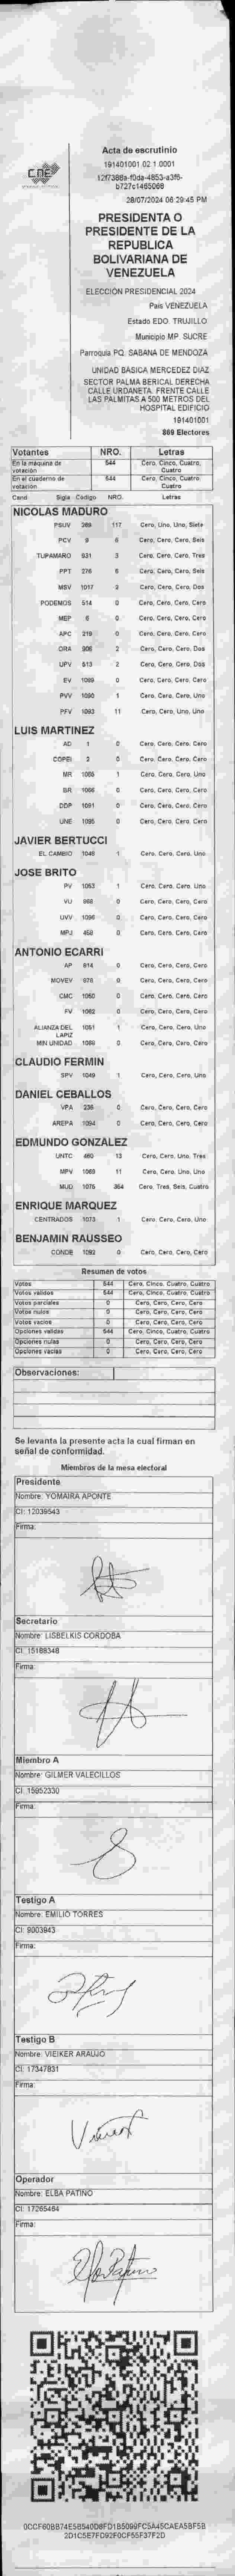 CNE
Acta de escrutinio
191401001.02.1.0001
28/07/2024 06:29:45 PM
PRESIDENTA O
PRESIDENTE DE LA
REPUBLICA
BOLIVARIANA DE
VENEZUELA
ELECCIÓN PRESIDENCIAL 2024
País VENEZUELA
Estado EDO. TRUJILLO
Municipio MP. SUCRE
Parroquia PQ. SABANA DE MENDOZA
UNIDAD BÁSICA MERCEDEZ DIAZ
SECTOR PALMA BERICAL DERECHA
CALLE URDANETA. FRENTE CALLE
LAS PALMITAS A 500 METROS DEL
HOSPITAL EDIFICIO
191401001
869 Electores
Votantes NRO. Letras
En la máquina de votación 544 Cero, Cinco, Cuatro, Cuatro
En el cuaderno de votación 544 Cero, Cinco, Cuatro, Cuatro
Cand Sigla Código NRO. Letras
NICOLAS MADURO
PSUV 117 Cero, Uno, Uno, Siete
PCV 6 Cero, Cero, Cero, Seis
TUPAMARO 931 3 Cero, Cero, Cero, Tres
PPT 276 6 Cero, Cero, Cero, Seis
MSV 1017 2 Cero, Cero, Cero, Dos
PODEMOS 514 0 Cero, Cero, Cero, Cero
MEP 6 0 Cero, Cero, Cero, Cero
APC 219 0 Cero, Cero, Cero, Cero
ORA 906 2 Cero, Cero, Cero, Dos
UPV 513 2 Cero, Cero, Cero, Dos
EV 1089 0 Cero, Cero, Cero, Cero
PVV 1090 1 Cero, Cero, Cero, Uno
PFV 1093 11 Cero, Cero, Uno, Uno
LUIS MARTINEZ
AD 1 0 Cero, Cero, Cero, Cero
COPEI 3 0 Cero, Cero, Cero, Cero
MR 1065 1 Cero, Cero, Cero, Uno
BR 1066 0 Cero, Cero, Cero, Cero
DDP 1091 0 Cero, Cero, Cero, Cero
UNE 1095 0 Cero, Cero, Cero, Cero
JAVIER BERTUCCI
EL CAMBIO 1048 1 Cero, Cero, Cero, Uno
JOSE BRITO
PV 1053 1 Cero, Cero, Cero, Uno
VU 968 0 Cero, Cero, Cero, Cero
UVV 1096 0 Cero, Cero, Cero, Cero
MPJ 458 0 Cero, Cero, Cero, Cero
ANTONIO ECARRI
AP 914 0 Cero, Cero, Cero, Cero
MOVEV 978 0 Cero, Cero, Cero, Cero
CMC 1050 0 Cero, Cero, Cero, Cero
FV 1062 0 Cero, Cero, Cero, Cero
ALIANZA DEL LAPIZ 1051 1 Cero, Cero, Cero, Uno
MIN UNIDAD 1088 0 Cero, Cero, Cero, Cero
CLAUDIO FERMIN
SPV 1049 1 Cero, Cero, Cero, Uno
DANIEL CEBALLOS
VPA 235 0 Cero, Cero, Cero, Cero
AREPA 1094 0 Cero, Cero, Cero, Cero
EDMUNDO GONZALEZ
UNTC 460 13 Cero, Cero, Uno, Tres
MPV 1069 11 Cero, Cero, Uno, Uno
MUD 1076 364 Cero, Tres, Seis, Cuatro
ENRIQUE MARQUEZ
CENTRADOS 1073 1 Cero, Cero, Cero, Uno
BENJAMIN RAUSSEO
CONDE 1092 0 Cero, Cero, Cero, Cero
Resumen de votos
Votos 544 Cero, Cinco, Cuatro, Cuatro
Votos válidos 544 Cero, Cinco, Cuatro, Cuatro
Votos parciales 0 Cero, Cero, Cero, Cero
Votos nulos 0 Cero, Cero, Cero, Cero
Votos vacíos 0 Cero, Cero, Cero, Cero
Opciones válidas 544 Cero, Cinco, Cuatro, Cuatro
Opciones nulas 0 Cero, Cero, Cero, Cero
Opciones vacías 0 Cero, Cero, Cero, Cero
Observaciones:
Se levanta la presente acta la cual firman en
señal de conformidad.
Miembros de la mesa electoral
Presidente
Nombre: YOMAIRA APONTE
CI: 12039543
Firma:
Secretario
Nombre: LISBELKIS CORDOBA
CI: 15188348
Firma:
Miembro A
Nombre: GILMER VALECILLOS
CI: 15952330
Firma:
Testigo A
Nombre: EMILIO TORRES
CI: 9003943
Firma:
Testigo B
Nombre: VIEIKER ARAUJO
CI: 17347831
Firma:
Operador
Nombre: ELBA PATINO
CI: 17265464
Firma: